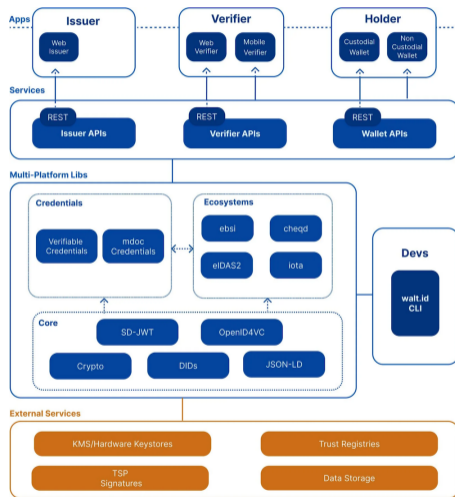 Apps
Issuer
Verifier
Holder
Web
Issuer
Web
Verifier
Mobile
Verifier
Custodial
Wallet
Non
Custodial
Wallet
Services
REST
REST
REST
Issuer APIs
Verifier APIs
Wallet APIs
Multi-Platform Libs
Credentials
Verifiable
Credentials
mdoc
Credentials
Ecosystems
ebsi
cheqd
eIDAS2
iota
Devs
walt.id
CLI
Core
SD-JWT
OpenID4VC
Crypto
DIDs
JSON-LD
External Services
KMS/Hardware Keystores
Trust Registries
TSP
Signatures
Data Storage